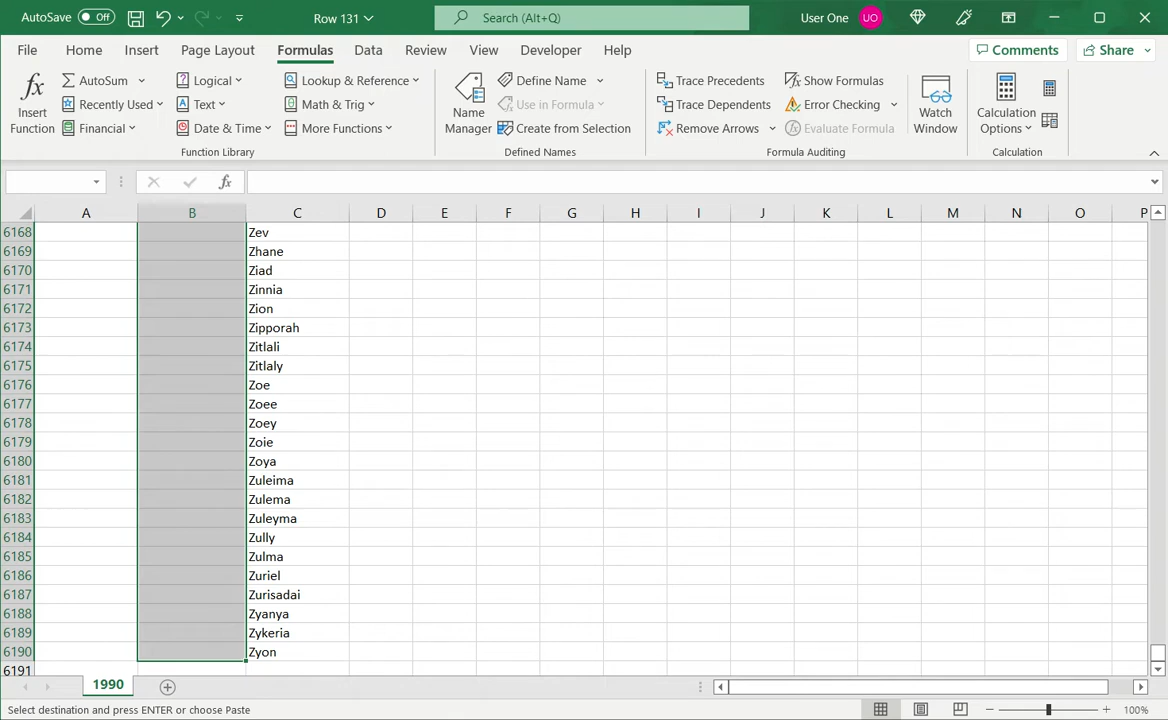 AutoSave Off Row 131 Search (Alt+Q) User One UO
File Home Insert Page Layout Formulas Data Review View Developer Help Comments Share
fx AutoSum Logical Lookup & Reference Define Name Trace Precedents Show Formulas
Insert Function Recently Used Text Math & Trig Name Manager Use in Formula Trace Dependents Error Checking Watch Window Calculation Options
Financial Date & Time More Functions Create from Selection Remove Arrows Evaluate Formula
Function Library Defined Names Formula Auditing Calculation
fx
A B C D E F G H I J K L M N O P
6168 Zev
6169 Zhane
6170 Ziad
6171 Zinnia
6172 Zion
6173 Zipporah
6174 Zitlali
6175 Zitlaly
6176 Zoe
6177 Zoee
6178 Zoey
6179 Zoie
6180 Zoya
6181 Zuleima
6182 Zulema
6183 Zuleyma
6184 Zully
6185 Zulma
6186 Zuriel
6187 Zurisadai
6188 Zyanya
6189 Zykeria
6190 Zyon
6191
1990
Select destination and press ENTER or choose Paste 100%